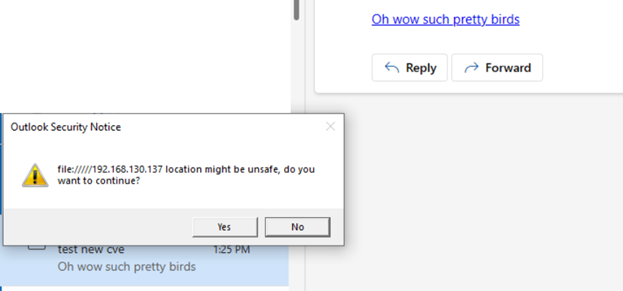 Oh wow such pretty birds
Reply
Forward
Outlook Security Notice
file://///192.168.130.137 location might be unsafe, do you
want to continue?
Yes
No
test new cve 1:25 PM
Oh wow such pretty birds